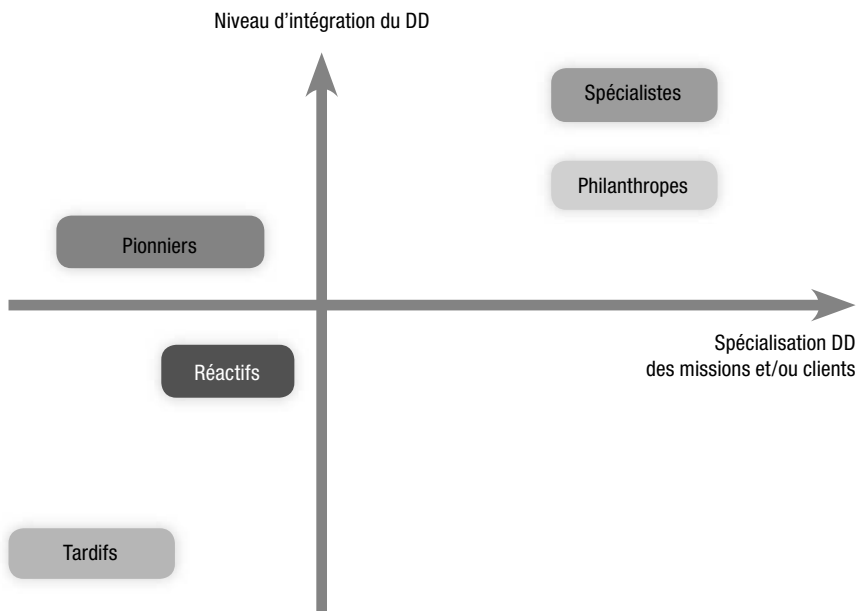 Niveau d’intégration du DD
Spécialistes
Philanthropes
Pionniers
Spécialisation DD
des missions et/ou clients
Réactifs
Tardifs